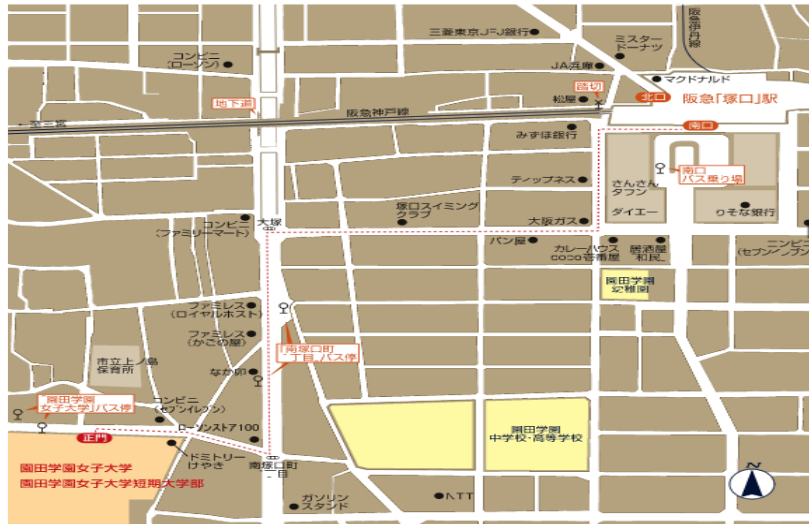 阪急伊丹線
三菱東京UFJ銀行
ミスター
ドーナツ
コンビニ
(ローソン)
JA兵庫
マクドナルド
踏切
北口
阪急「塚口」駅
地下道
松屋
阪急神戸線
←至三宮
みずほ銀行
南口
南口
バス乗り場
ティップネス
さんさん
タウン
塚口スイミング
クラブ
ダイエー
りそな銀行
大塚
大阪ガス
コンビニ
(ファミリーマート)
パン屋
カレーハウス
coco壱番屋
居酒屋
和民
コンビニ
(セブンイレブン)
園田学園
幼稚園
ファミレス
(ロイヤルホスト)
ファミレス
(かごの屋)
「南塚口町
丁目」バス停
市立上ノ島
保育所
なか卯
園田学園
女子大学」バス停
コンビニ
(セブンイレブン)
ローソンストア100
正門
園田学園
中学校・高等学校
ドミトリー
けやき
南塚口町
丁目
園田学園女子大学
園田学園女子大学短期大学部
N
ガソリン
スタンド
NTT